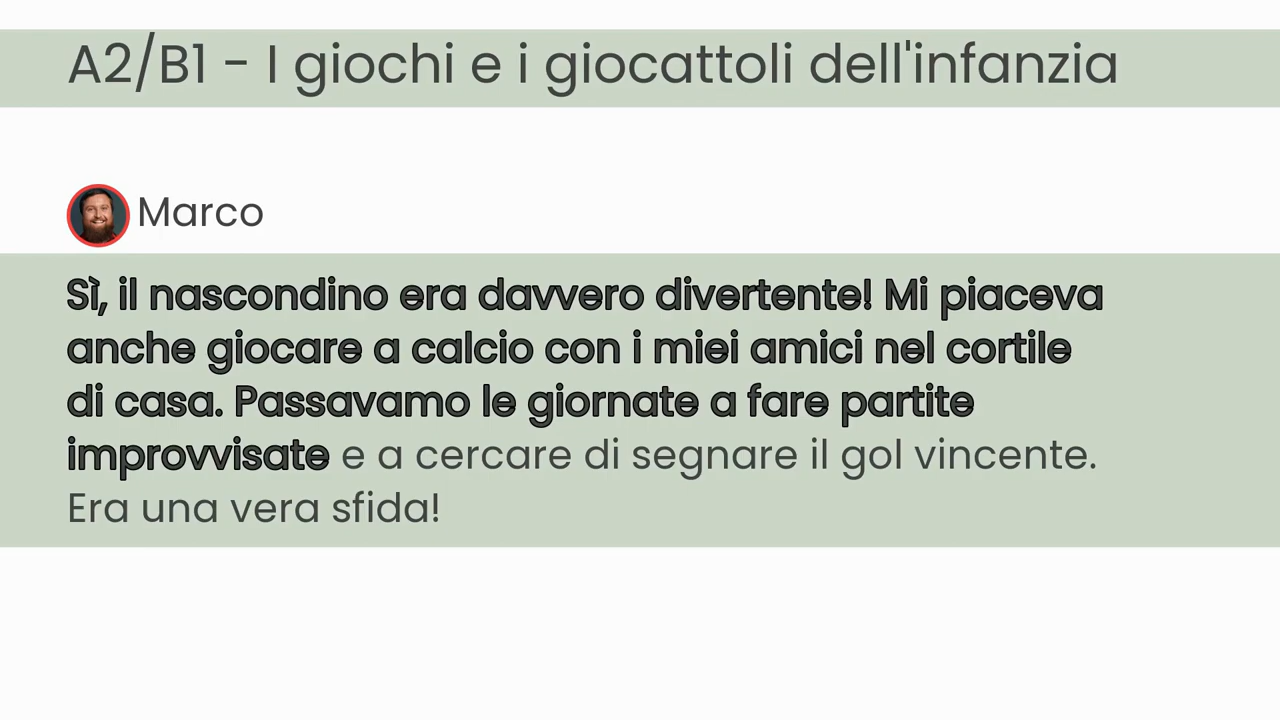 A2/B1 - I giochi e i giocattoli dell'infanzia
Marco
Sì, il nascondino era davvero divertente! Mi piaceva
anche giocare a calcio con i miei amici nel cortile
di casa. Passavamo le giornate a fare partite
improvvisate e a cercare di segnare il gol vincente.
Era una vera sfida!